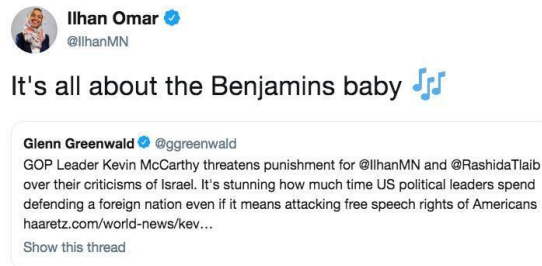 Ilhan Omar
@IlhanMN
It's all about the Benjamins baby 🎶
Glenn Greenwald @ggreenwald
GOP Leader Kevin McCarthy threatens punishment for @IlhanMN and @RashidaTlaib
over their criticisms of Israel. It's stunning how much time US political leaders spend
defending a foreign nation even if it means attacking free speech rights of Americans
haaretz.com/world-news/kev…
Show this thread